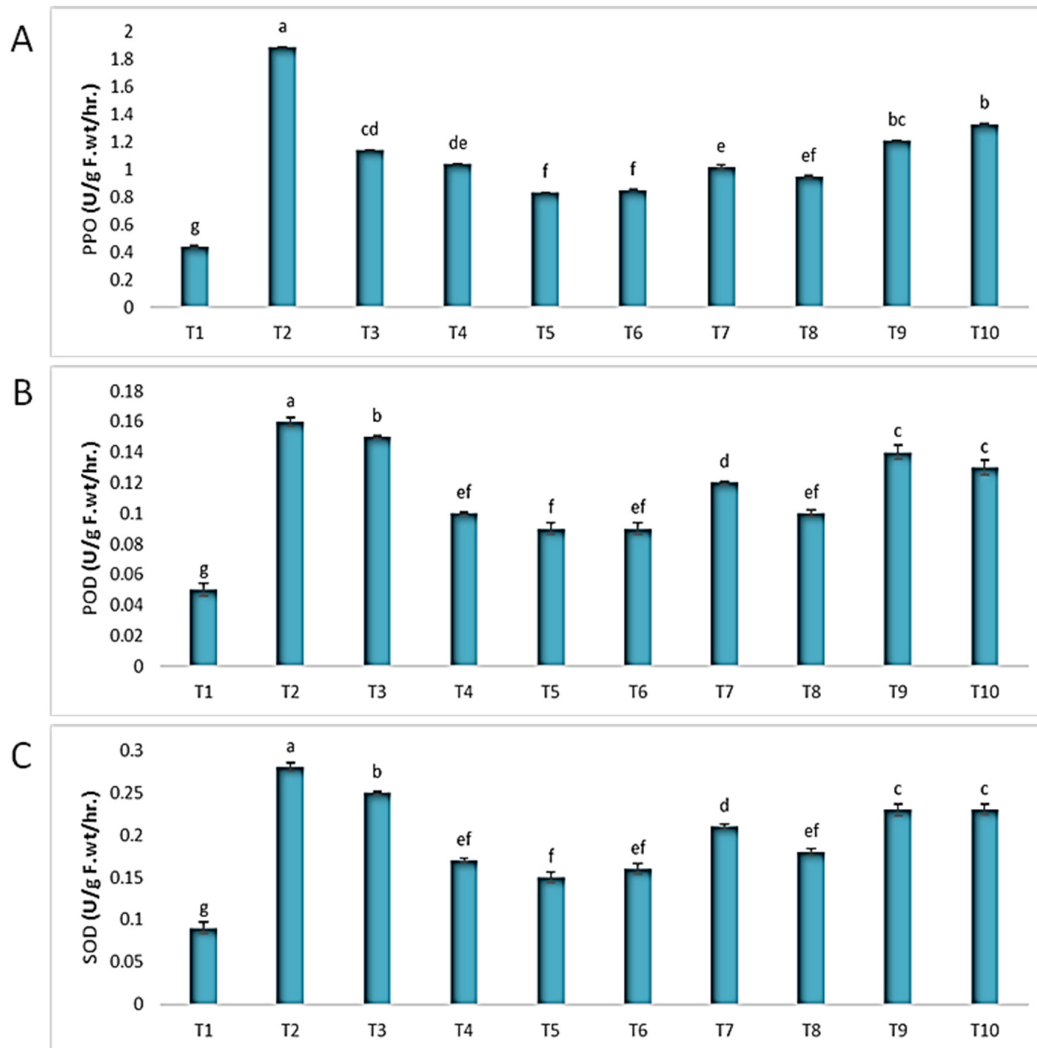 A
PPO (U/g F.wt/hr.)
2
1.8
1.6
1.4
1.2
1
0.8
0.6
0.4
0.2
0
g
a
cd
de
f
f
e
ef
bc
b
T1 T2 T3 T4 T5 T6 T7 T8 T9 T10
B
POD (U/g F.wt/hr.)
0.18
0.16
0.14
0.12
0.1
0.08
0.06
0.04
0.02
0
g
a
b
ef
f
ef
d
ef
c
c
T1 T2 T3 T4 T5 T6 T7 T8 T9 T10
C
SOD (U/g F.wt/hr.)
0.3
0.25
0.2
0.15
0.1
0.05
0
g
a
b
ef
f
ef
d
ef
c
c
T1 T2 T3 T4 T5 T6 T7 T8 T9 T10